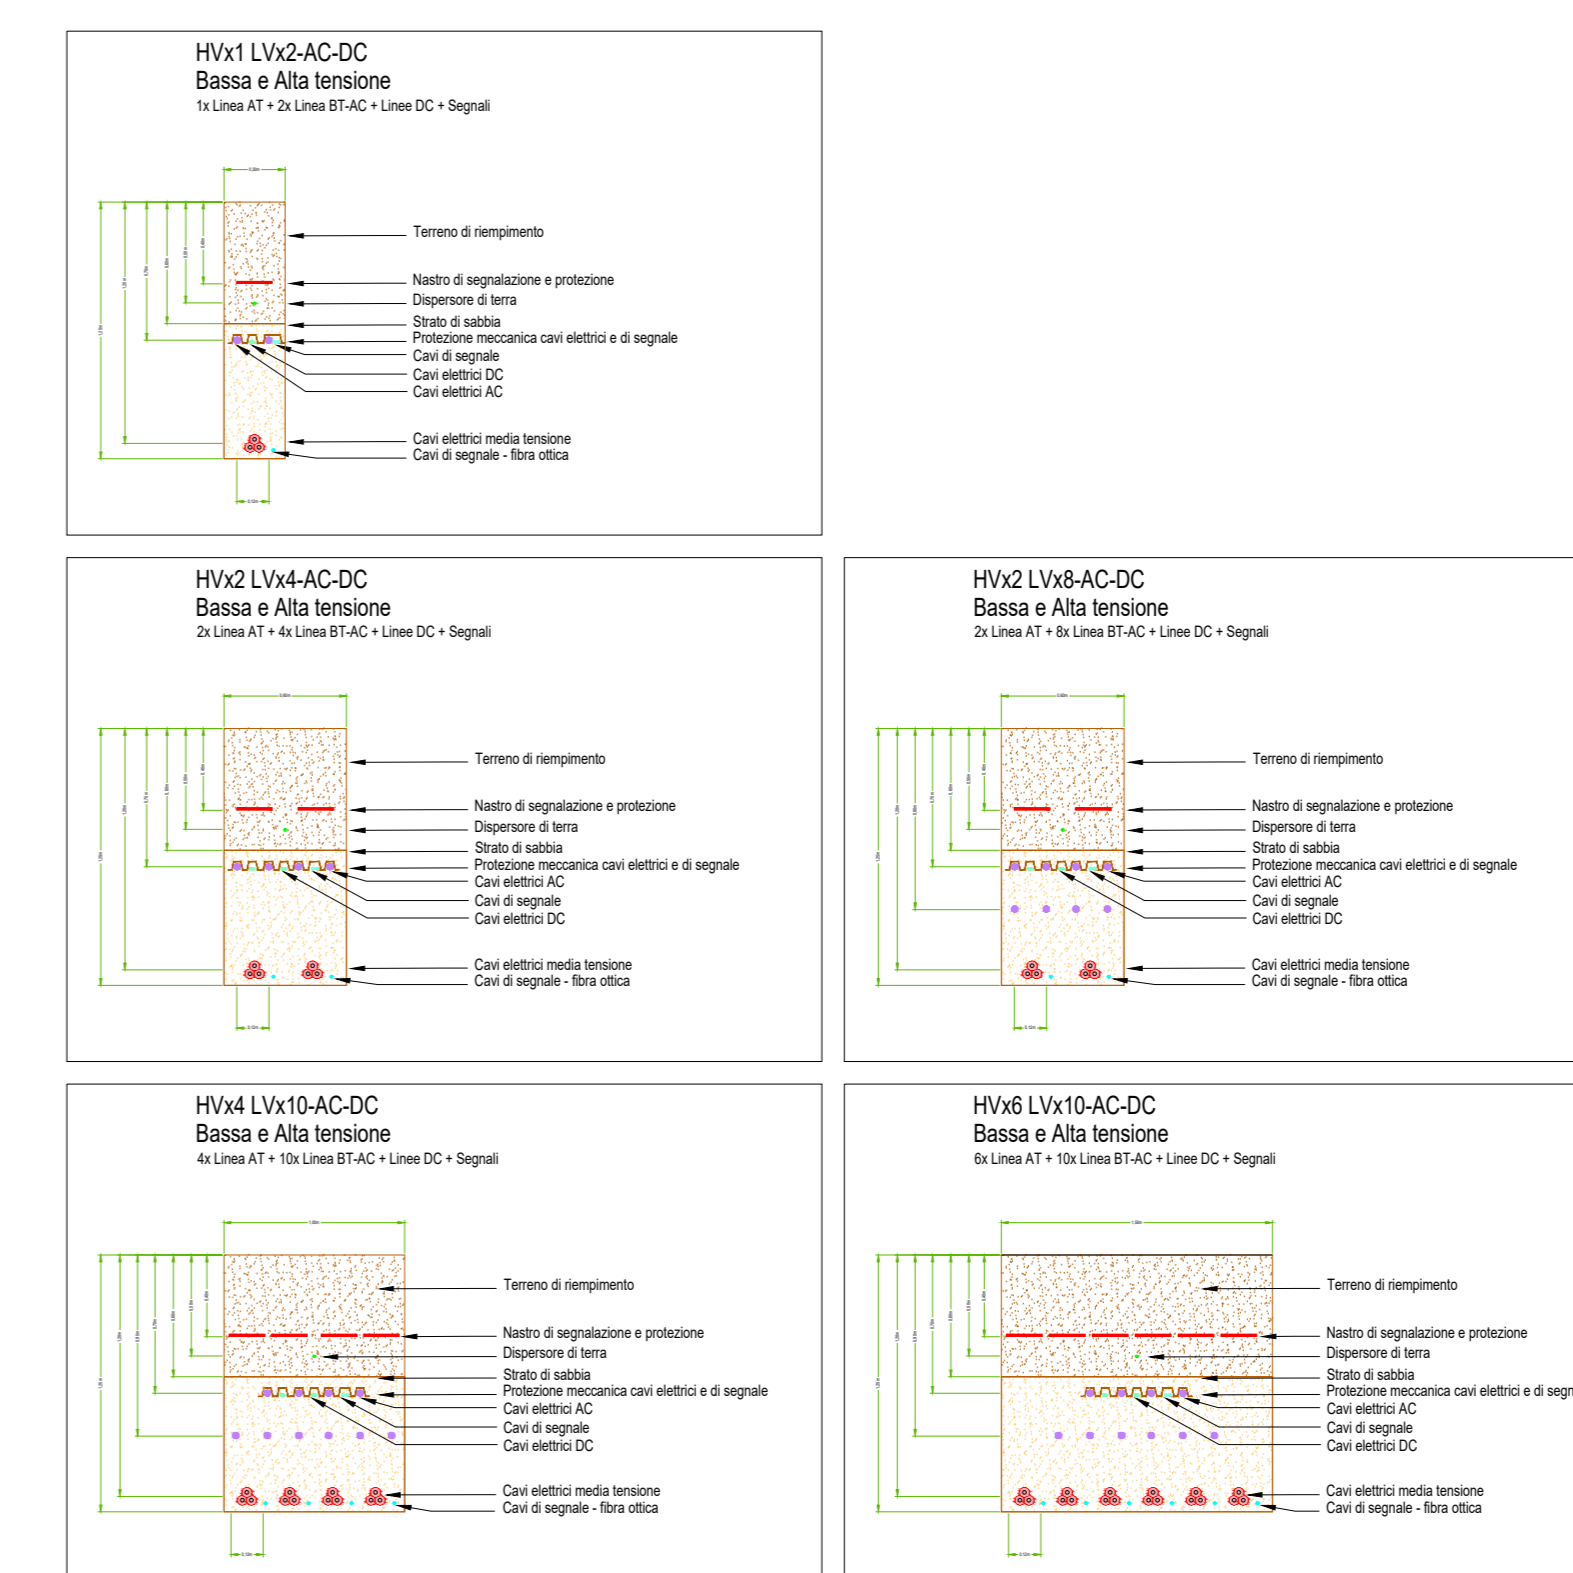 HVx1 LVx2-AC-DC
Bassa e Alta tensione
1x Linea AT + 2x Linea BT-AC + Linee DC + Segnali
Terreno di riempimento
Nastro di segnalazione e protezione
Dispersore di terra
Strato di sabbia
Protezione meccanica cavi elettrici e di segnale
Cavi di segnale
Cavi elettrici DC
Cavi elettrici AC
Cavi elettrici media tensione
Cavi di segnale - fibra ottica
HVx2 LVx4-AC-DC
Bassa e Alta tensione
2x Linea AT + 4x Linea BT-AC + Linee DC + Segnali
Terreno di riempimento
Nastro di segnalazione e protezione
Dispersore di terra
Strato di sabbia
Protezione meccanica cavi elettrici e di segnale
Cavi elettrici AC
Cavi di segnale
Cavi elettrici DC
Cavi elettrici media tensione
Cavi di segnale - fibra ottica
HVx2 LVx8-AC-DC
Bassa e Alta tensione
2x Linea AT + 8x Linea BT-AC + Linee DC + Segnali
Terreno di riempimento
Nastro di segnalazione e protezione
Dispersore di terra
Strato di sabbia
Protezione meccanica cavi elettrici e di segnale
Cavi elettrici AC
Cavi di segnale
Cavi elettrici DC
Cavi elettrici media tensione
Cavi di segnale - fibra ottica
HVx4 LVx10-AC-DC
Bassa e Alta tensione
4x Linea AT + 10x Linea BT-AC + Linee DC + Segnali
Terreno di riempimento
Nastro di segnalazione e protezione
Dispersore di terra
Strato di sabbia
Protezione meccanica cavi elettrici e di segnale
Cavi elettrici AC
Cavi di segnale
Cavi elettrici DC
Cavi elettrici media tensione
Cavi di segnale - fibra ottica
HVx6 LVx10-AC-DC
Bassa e Alta tensione
6x Linea AT + 10x Linea BT-AC + Linee DC + Segnali
Terreno di riempimento
Nastro di segnalazione e protezione
Dispersore di terra
Strato di sabbia
Protezione meccanica cavi elettrici e di segn
Cavi elettrici AC
Cavi di segnale
Cavi elettrici DC
Cavi elettrici media tensione
Cavi di segnale - fibra ottica